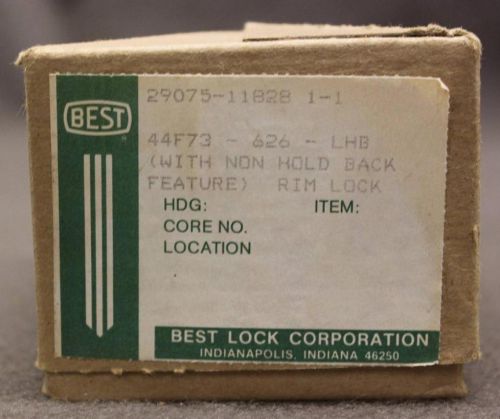 BEST
29075-11828 1-1
44F73 - 626 - LHB
(WITH NON HOLD BACK
FEATURE) RIM LOCK
HDG: ITEM:
CORE NO.
LOCATION
BEST LOCK CORPORATION
INDIANAPOLIS, INDIANA 46250